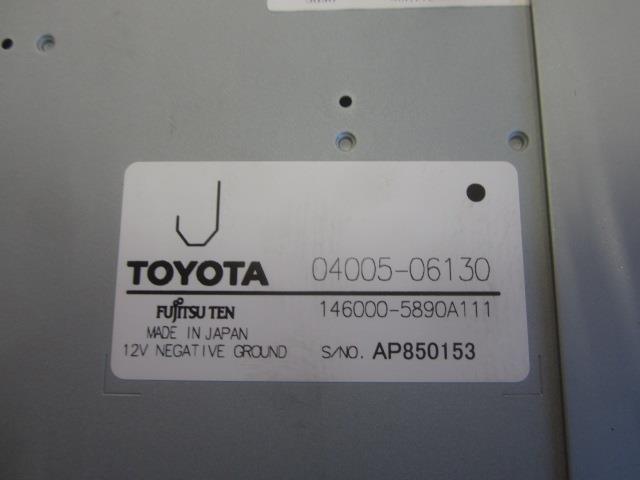 J
TOYOTA 04005-06130
FUJITSU TEN 146000-5890A111
MADE IN JAPAN
12V NEGATIVE GROUND S/NO. AP850153